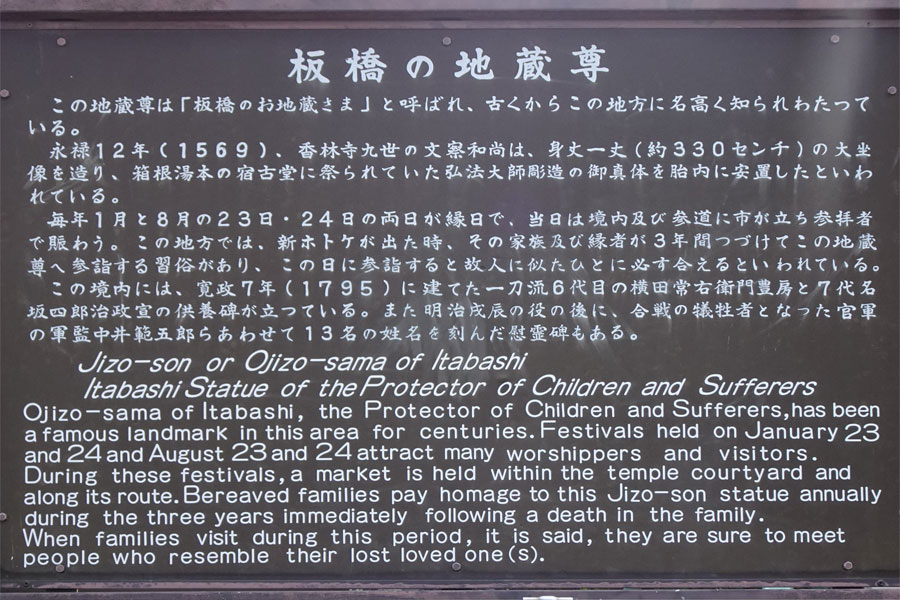 板橋の地蔵尊
この地蔵尊は「板橋のお地蔵さま」と呼ばれ、古くからこの地方に名高く知られわたって
いる。
永禄12年(1569)、香林寺九世の文察和尚は、身丈一丈(約330センチ)の大坐
像を造り、箱根湯本の宿古堂に祭られていた弘法大師彫造の御真体を胎内に安置したといわ
れている。
毎年1月と8月の23日・24日の両日が縁日で、当日は境内及び参道に市が立ち参拝者
で賑わう。この地方では、新ホトケが出た時、その家族及び縁者が3年間つづけてこの地蔵
尊へ参詣する習俗があり、この日に参詣すると故人に似たひとに必す合えるといわれている。
この境内には、寛政7年(1795)に建てた一刀流6代目の横田常右衛門豊房と7代名
坂四郎治政宣の供養碑が立っている。また明治戊辰の役の後に、合戦の犠牲者となった官軍
の軍監中井範五郎らあわせて13名の姓名を刻んだ慰霊碑もある。
Jizo-son or Ojizo-sama of Itabashi
Itabashi Statue of the Protector of Children and Sufferers
Ojizo-sama of Itabashi, the Protector of Children and Sufferers, has been
a famous landmark in this area for centuries. Festivals held on January 23
and 24 and August 23 and 24 attract many worshippers and visitors.
During these festivals, a market is held within the temple courtyard and
along its route. Bereaved families pay homage to this Jizo-son statue annually
during the three years immediately following a death in the family.
When families visit during this period, it is said, they are sure to meet
people who resemble their lost loved one(s).